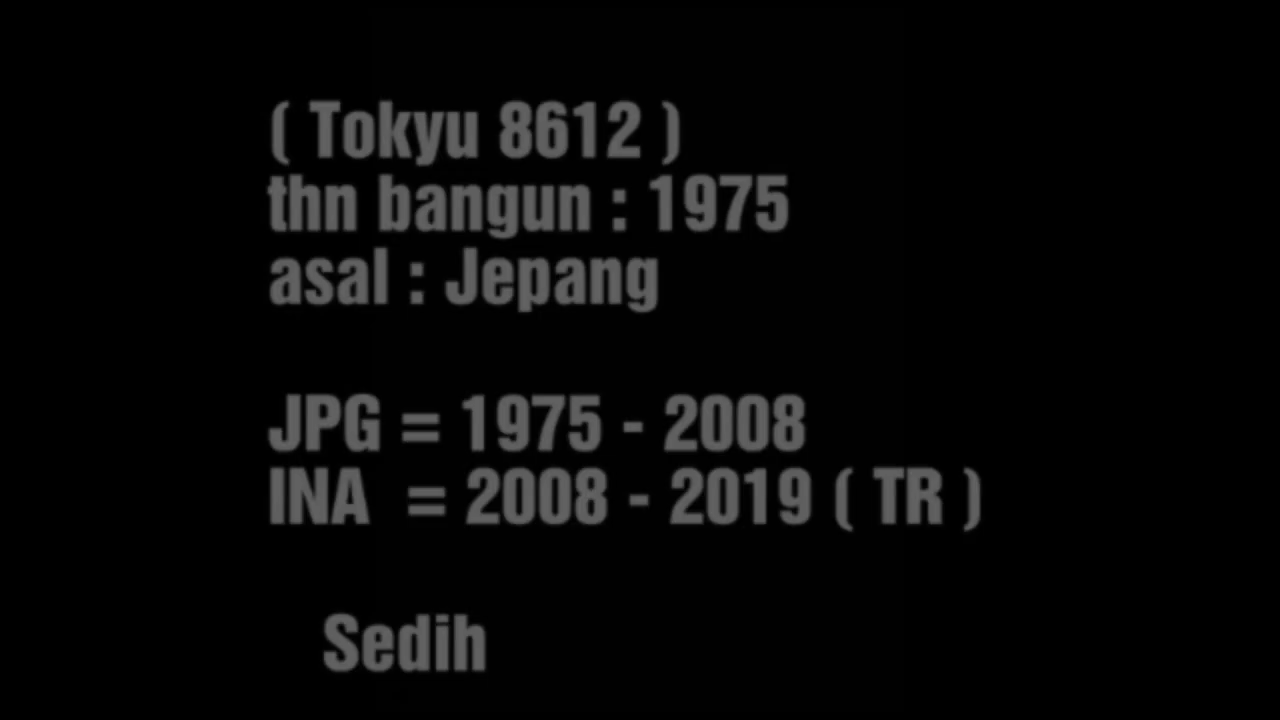 ( Tokyu 8612 )
thn bangun : 1975
asal : Jepang
JPG = 1975 - 2008
INA = 2008 - 2019 ( TR )
Sedih